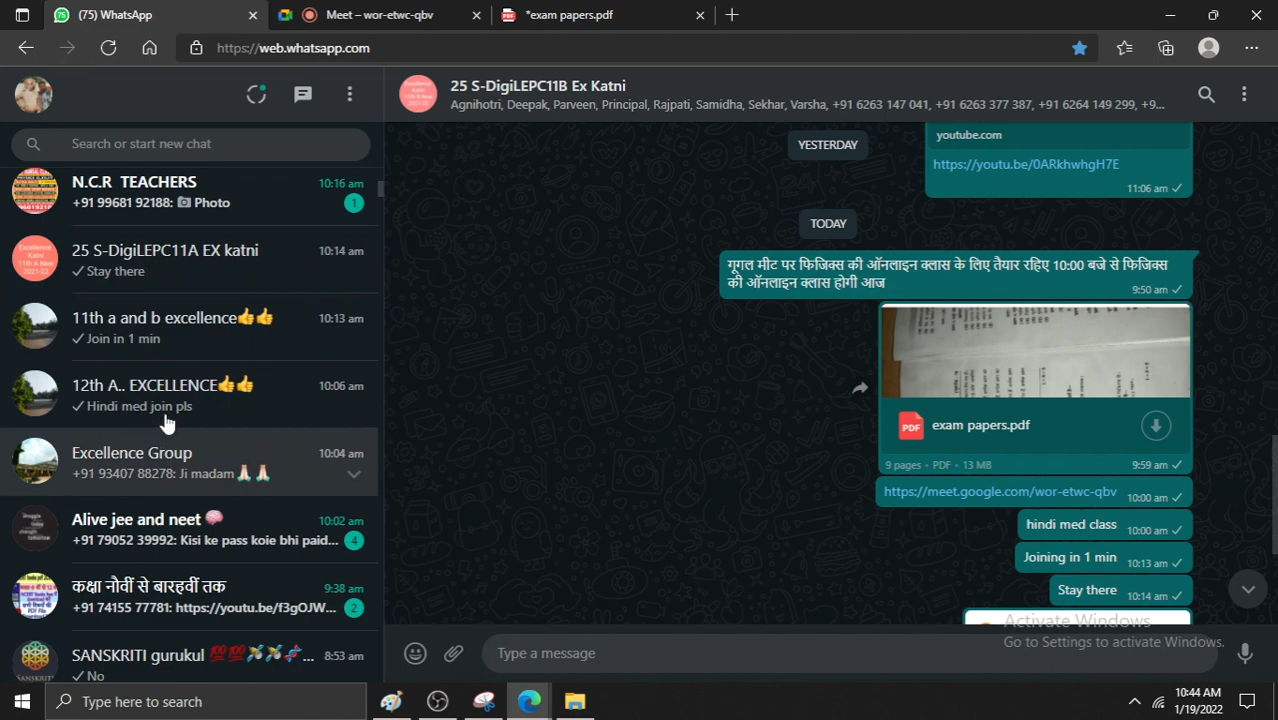 (75) WhatsApp
Meet – wor-etwc-qbv
*exam papers.pdf
https://web.whatsapp.com
25 S-DigiLEPC11B Ex Katni
Agnihotri, Deepak, Parveen, Principal, Rajpati, Samidha, Sekhar, Varsha, +91 6263 147 041, +91 6263 377 387, +91 6264 149 299, +9...
Search or start new chat
N.C.R TEACHERS 10:16 am
+91 99681 92188: Photo 1
25 S-DigiLEPC11A EX katni 10:14 am
Stay there
11th a and b excellence👍👍 10:13 am
Join in 1 min
12th A.. EXCELLENCE👍👍 10:06 am
Hindi med join pls
Excellence Group 10:04 am
+91 93407 88278: Ji madam 🙏🏻🙏🏻
Alive jee and neet 🧠 10:02 am
+91 79052 39992: Kisi ke pass koie bhi paid... 4
कक्षा नौवीं से बारहवीं तक 9:38 am
+91 74155 77781: https://youtu.be/f3gOJW... 2
SANSKRITI gurukul 💯💯 ... 8:53 am
No
YESTERDAY
youtube.com
https://youtu.be/0ARkhwhgH7E
11:06 am
TODAY
गूगल मीट पर फिजिक्स की ऑनलाइन क्लास के लिए तैयार रहिए 10:00 बजे से फिजिक्स
की ऑनलाइन क्लास होगी आज
9:50 am
PDF exam papers.pdf
9 pages • PDF • 13 MB 9:59 am
https://meet.google.com/wor-etwc-qbv 10:00 am
hindi med class 10:00 am
Joining in 1 min 10:13 am
Stay there 10:14 am
Type a message
Activate Windows
Go to Settings to activate Windows.
Type here to search
10:44 AM
1/19/2022